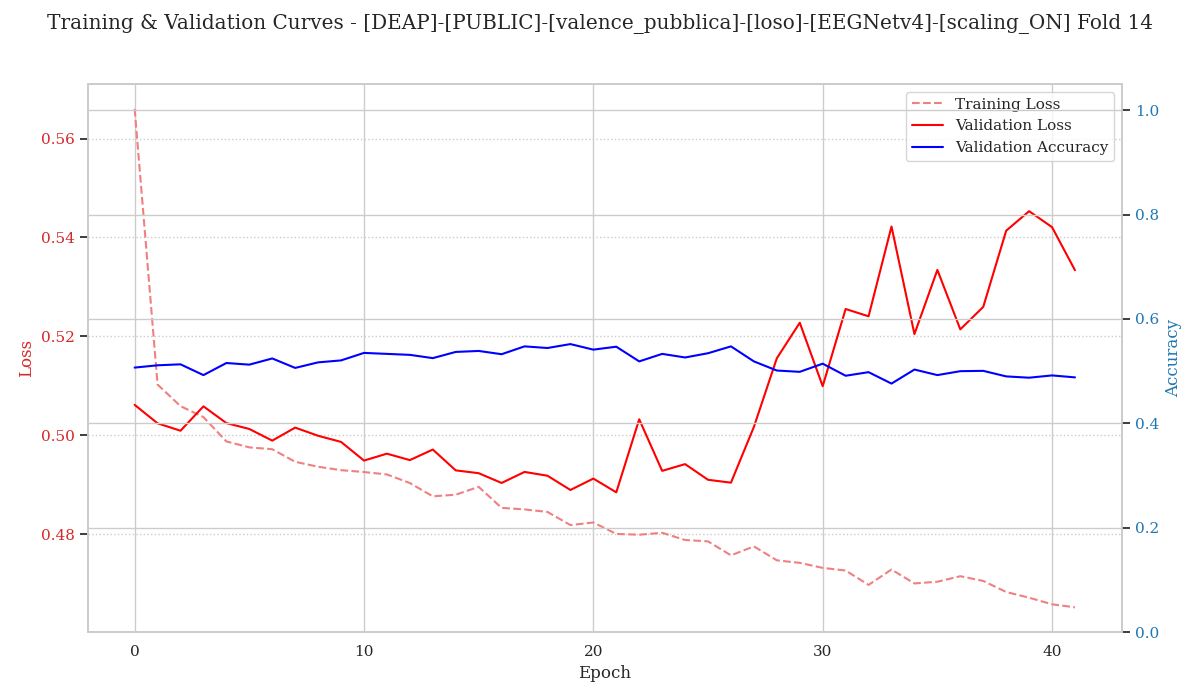 Training & Validation Curves - [DEAP]-[PUBLIC]-[valence_pubblica]-[loso]-[EEGNetv4]-[scaling_ON] Fold 14
Training Loss
Validation Loss
Validation Accuracy
0.56
0.54
0.52
0.50
0.48
Loss
1.0
0.8
0.6
0.4
0.2
0.0
Accuracy
0
10
20
30
40
Epoch